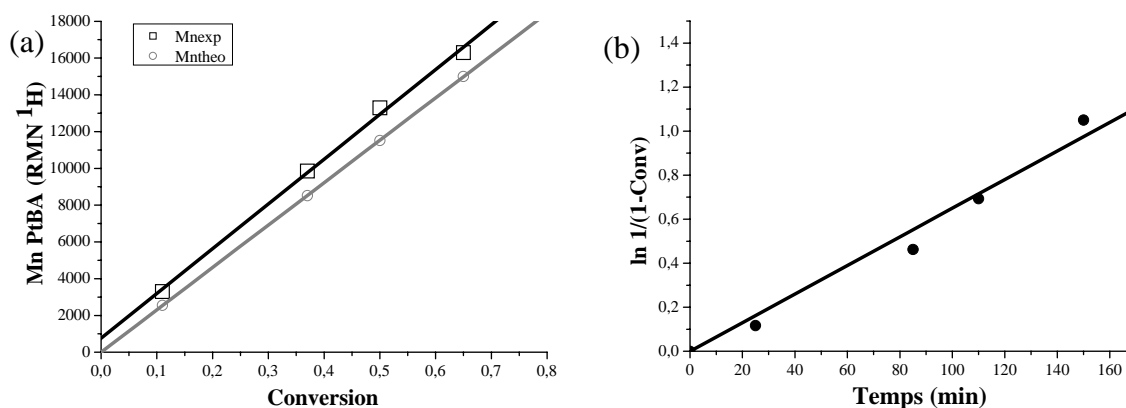 (a)
Mnexp
Mntheo
Mn PtBA (RMN ¹H)
18000
16000
14000
12000
10000
8000
6000
4000
2000
0
0,0 0,1 0,2 0,3 0,4 0,5 0,6 0,7 0,8
Conversion
(b)
ln 1/(1-Conv)
1,4
1,2
1,0
0,8
0,6
0,4
0,2
0,0
0 20 40 60 80 100 120 140 160
Temps (min)